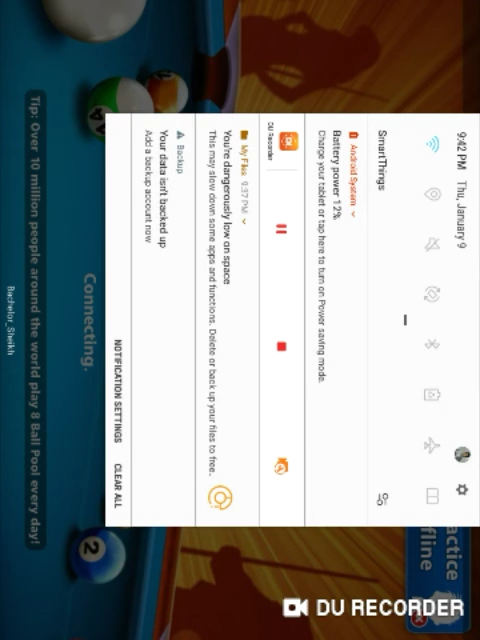 9:42 PM Thu, January 9
SmartThings
Android System
Battery power 12%
Charge your tablet or tap here to turn on Power saving mode.
DU Recorder
My Files 9:37 PM
You're dangerously low on space
This may slow down some apps and functions. Delete or back up your files to free..
Backup
Your data isn't backed up
Add a backup account now
NOTIFICATION SETTINGS CLEAR ALL
Connecting.
Tip: Over 10 million people around the world play 8 Ball Pool every day!
Bachelor_Sheikh
actice
ffline
2
DU RECORDER